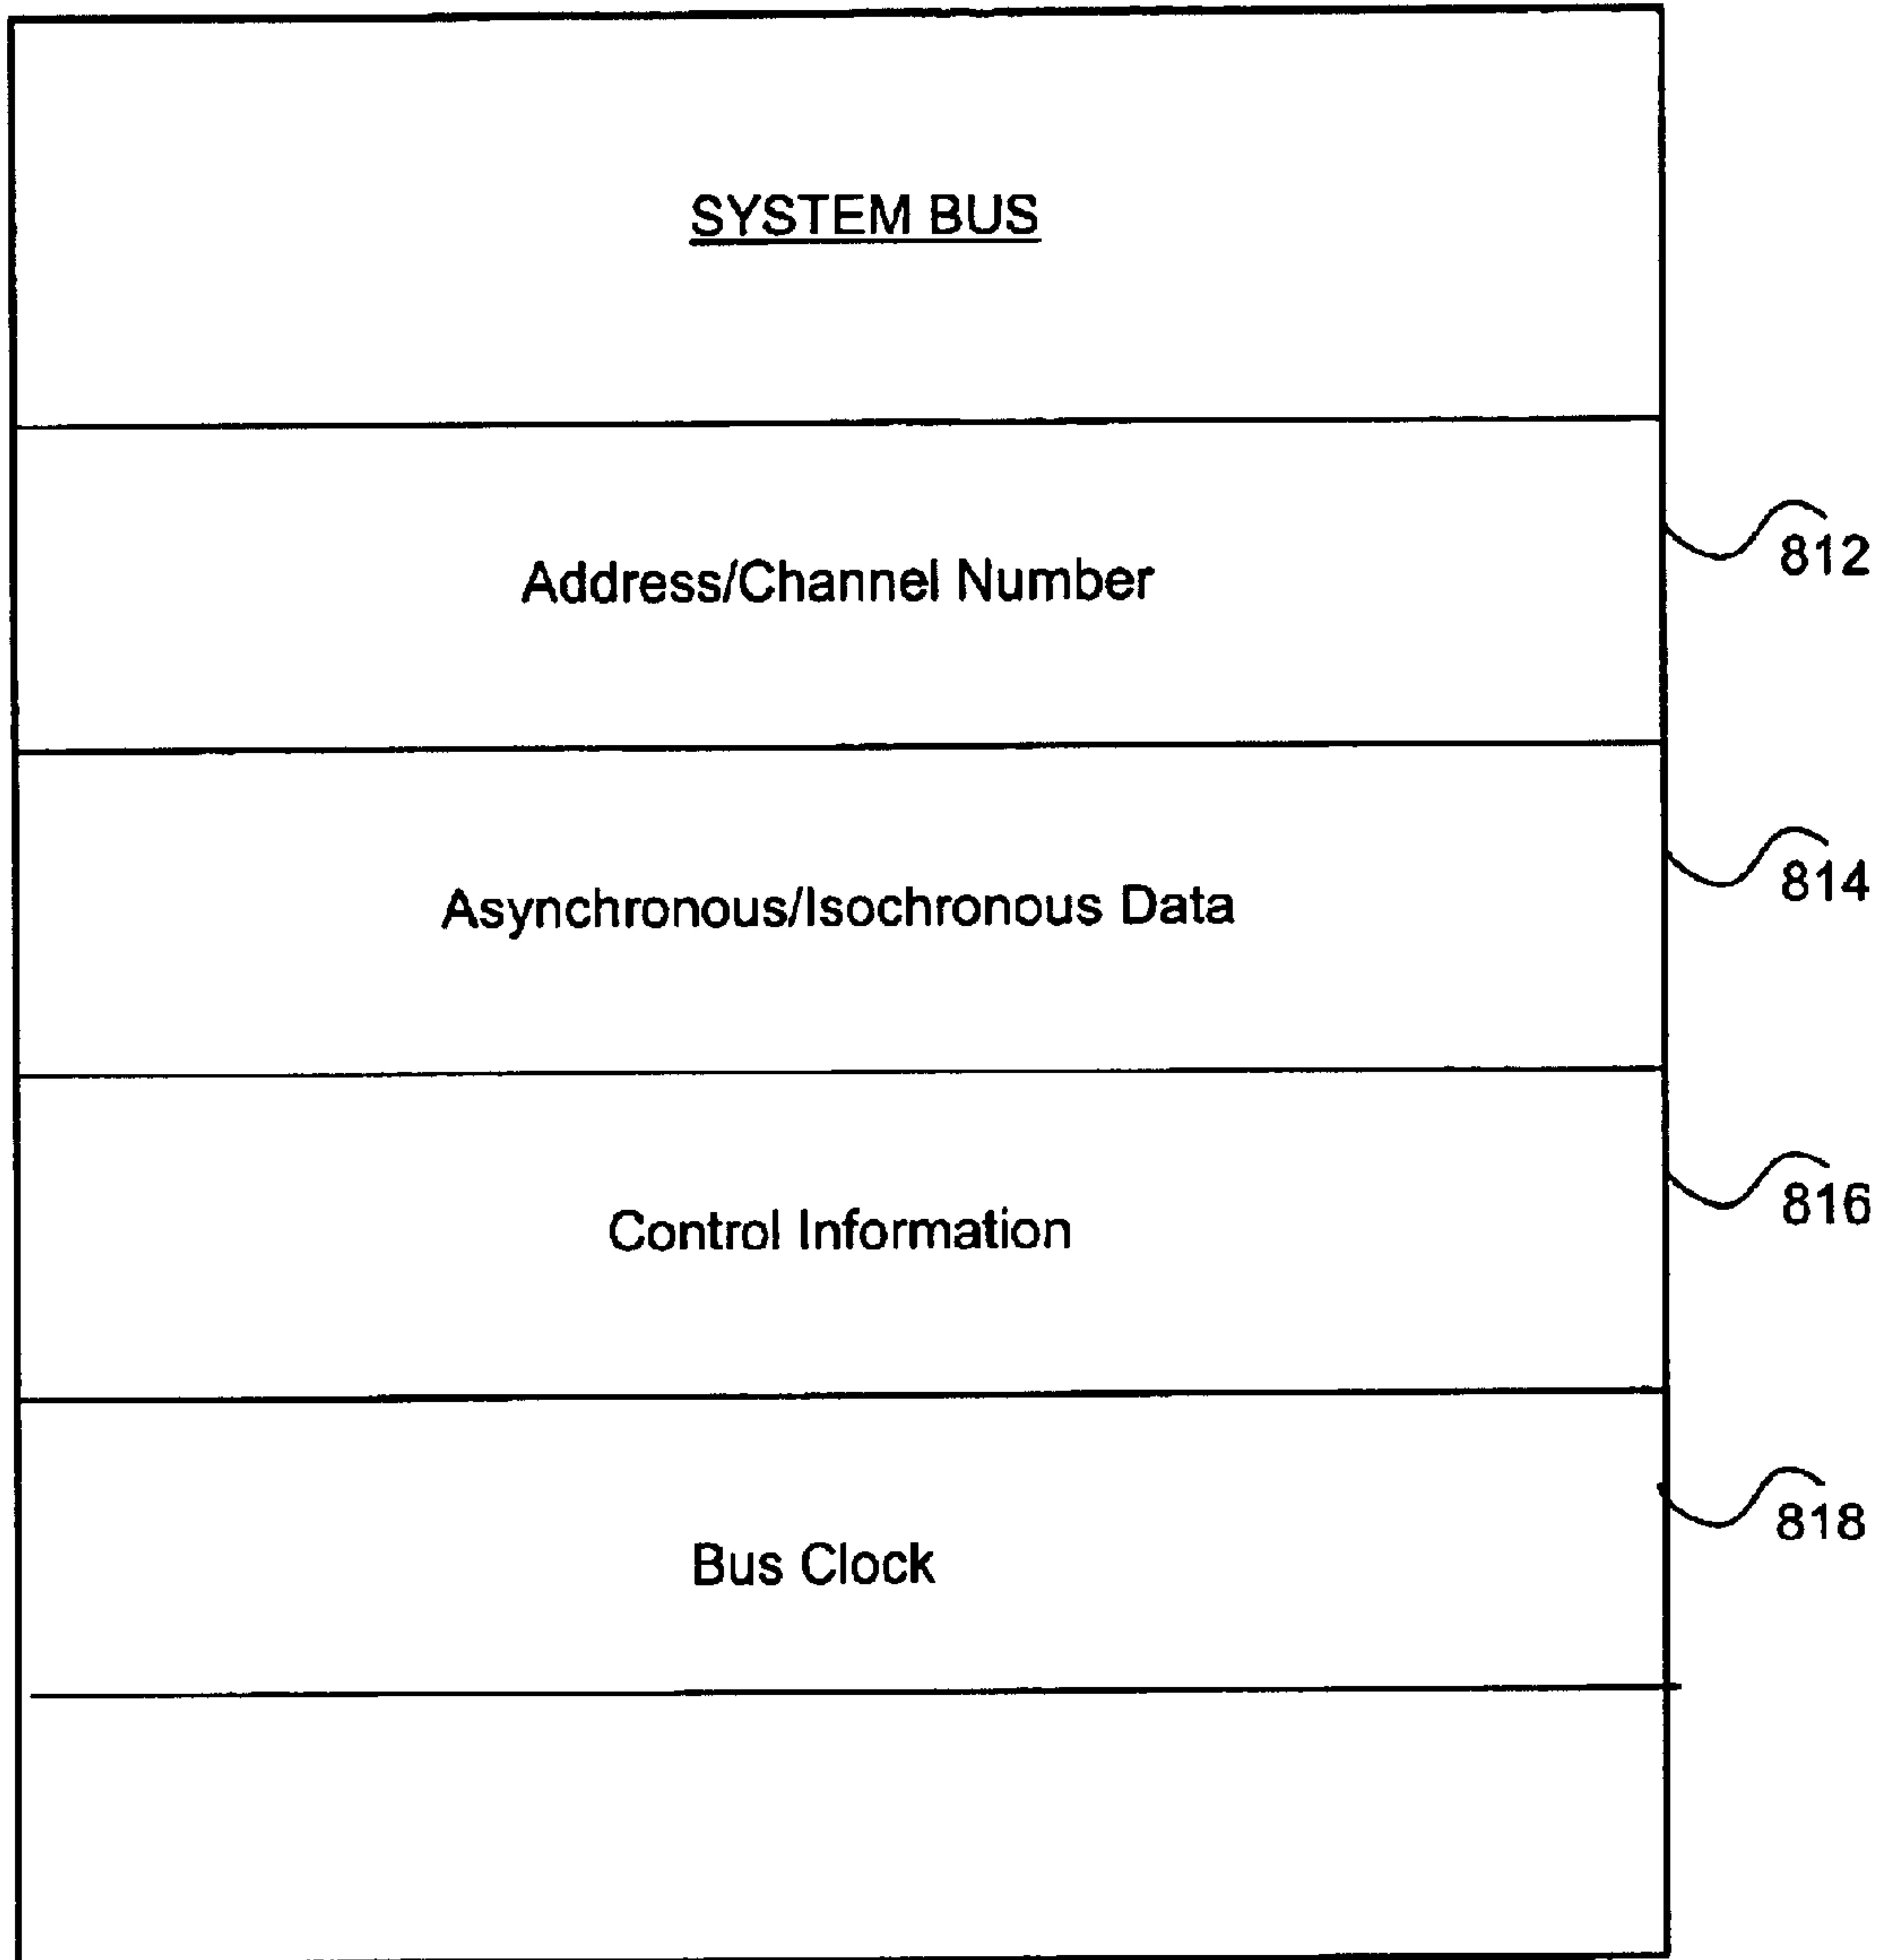 SYSTEM BUS
Address/Channel Number
812
Asynchronous/Isochronous Data
814
Control Information
816
Bus Clock
818